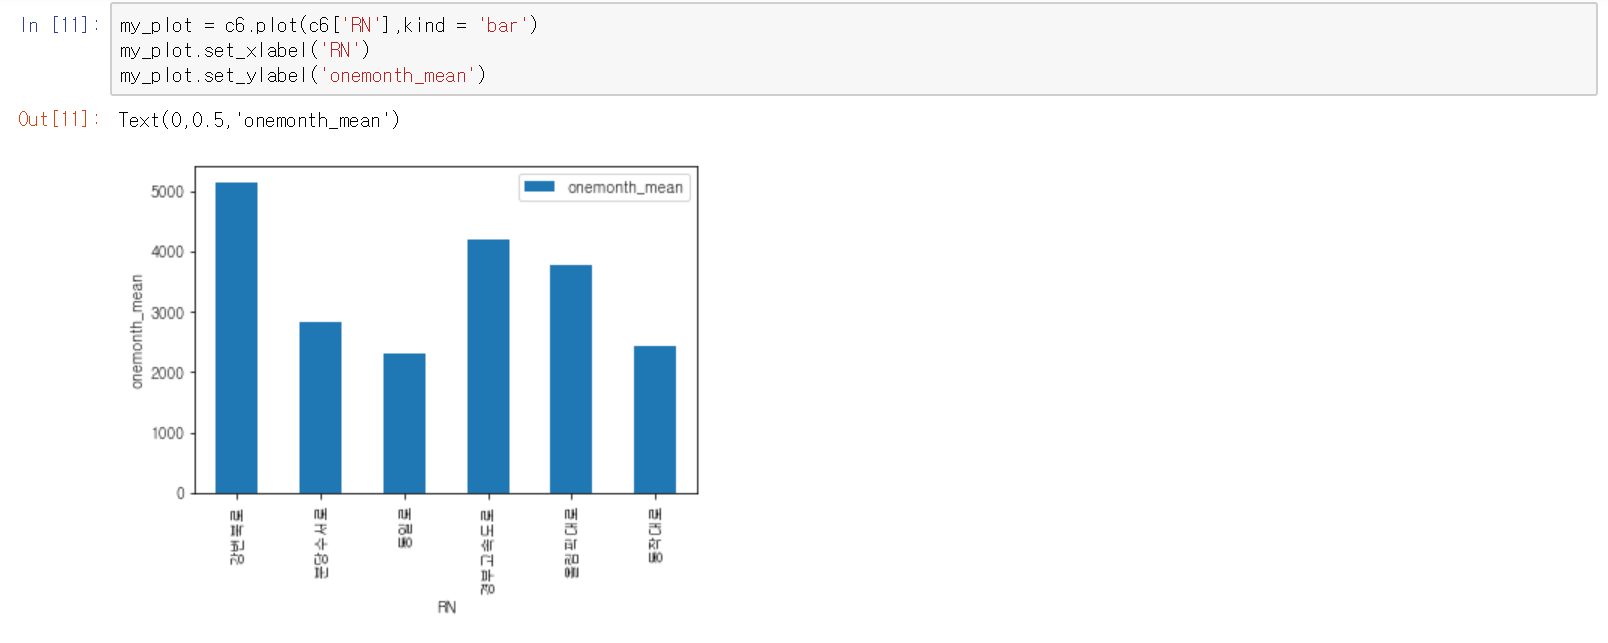 In [11]:
my_plot = c6.plot(c6['RN'],kind = 'bar')
my_plot.set_xlabel('RN')
my_plot.set_ylabel('onemonth_mean')
Out[11]: Text(0,0.5,'onemonth_mean')
onemonth_mean
5000
4000
3000
2000
1000
0
onemonth_mean
강변북로
분당수서로
동일로
경부고속도로
올림픽대로
동작대로
RN